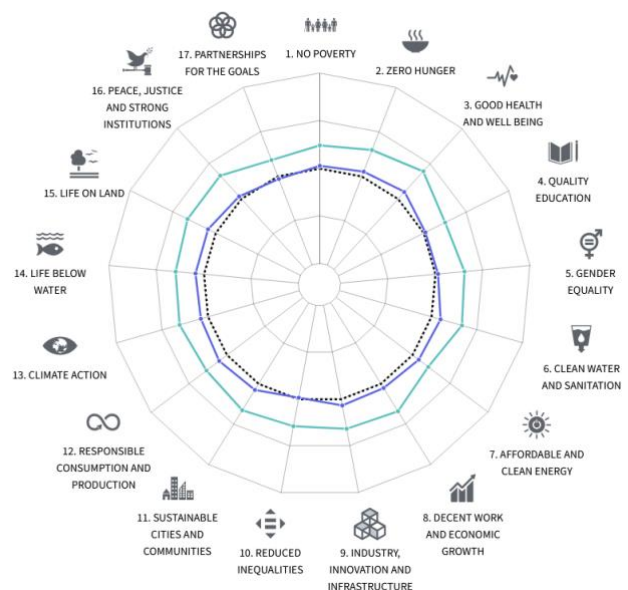 1. NO POVERTY
2. ZERO HUNGER
3. GOOD HEALTH
AND WELL BEING
4. QUALITY
EDUCATION
5. GENDER
EQUALITY
6. CLEAN WATER
AND SANITATION
7. AFFORDABLE AND
CLEAN ENERGY
8. DECENT WORK
AND ECONOMIC
GROWTH
9. INDUSTRY,
INNOVATION AND
INFRASTRUCTURE
10. REDUCED
INEQUALITIES
11. SUSTAINABLE
CITIES AND
COMMUNITIES
12. RESPONSIBLE
CONSUMPTION AND
PRODUCTION
13. CLIMATE ACTION
14. LIFE BELOW
WATER
15. LIFE ON LAND
16. PEACE, JUSTICE
AND STRONG
INSTITUTIONS
17. PARTNERSHIPS
FOR THE GOALS